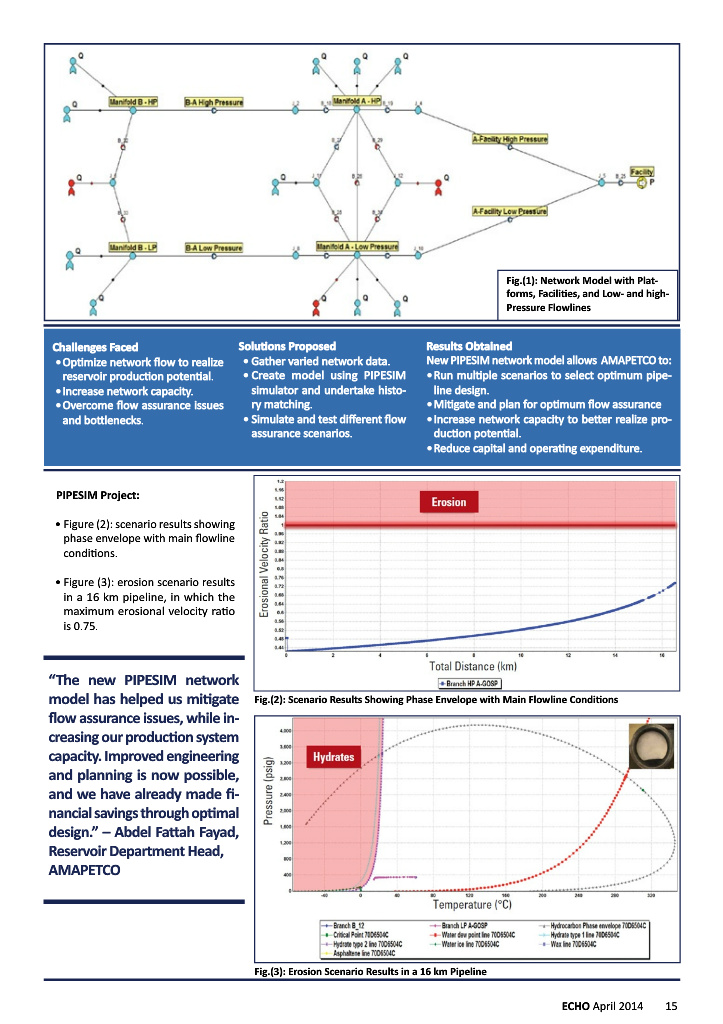 Q
Q
Q
Q
Manifold B - HP
B-A High Pressure
Manifold A - HP
Q
Q
A-Facility High Pressure
Facility
P
Q
Q
Q
A-Facility Low Pressure
Q
Manifold B - LP
B-A Low Pressure
Manifold A - Low Pressure
Q
Q
Q
Q
Fig.(1): Network Model with Plat-
forms, Facilities, and Low- and high-
Pressure Flowlines
Challenges Faced
• Optimize network flow to realize
reservoir production potential.
• Increase network capacity.
• Overcome flow assurance issues
and bottlenecks.
Solutions Proposed
• Gather varied network data.
• Create model using PIPESIM
simulator and undertake histo-
ry matching.
• Simulate and test different flow
assurance scenarios.
Results Obtained
New PIPESIM network model allows AMAPETCO to:
• Run multiple scenarios to select optimum pipe-
line design.
• Mitigate and plan for optimum flow assurance
• Increase network capacity to better realize pro-
duction potential.
• Reduce capital and operating expenditure.
PIPESIM Project:
• Figure (2): scenario results showing
phase envelope with main flowline
conditions.
• Figure (3): erosion scenario results
in a 16 km pipeline, in which the
maximum erosional velocity ratio
is 0.75.
“The new PIPESIM network
model has helped us mitigate
flow assurance issues, while in-
creasing our production system
capacity. Improved engineering
and planning is now possible,
and we have already made fi-
nancial savings through optimal
design.” – Abdel Fattah Fayad,
Reservoir Department Head,
AMAPETCO
Erosion
Erosional Velocity Ratio
1.2
1.16
1.12
1.08
1.04
1
0.96
0.92
0.88
0.84
0.8
0.76
0.72
0.68
0.64
0.6
0.56
0.52
0.48
0.44
0 2 4 6 8 10 12 14 16
Total Distance (km)
Branch HP A-GOSP
Fig.(2): Scenario Results Showing Phase Envelope with Main Flowline Conditions
Hydrates
Pressure (psig)
4,000
3,600
3,200
2,800
2,400
2,000
1,600
1,200
800
400
0
-40 0 40 80 120 160 200 240 280 320
Temperature (°C)
Branch B_12 Branch LP A-GOSP Hydrocarbon Phase envelope 70D6504C
Critical Point 70D6504C Water dew point line 70D6504C Hydrate type 1 line 70D6504C
Hydrate type 2 line 70D6504C Water ice line 70D6504C Wax line 70D6504C
Asphaltene line 70D6504C
Fig.(3): Erosion Scenario Results in a 16 km Pipeline
ECHO April 2014 15